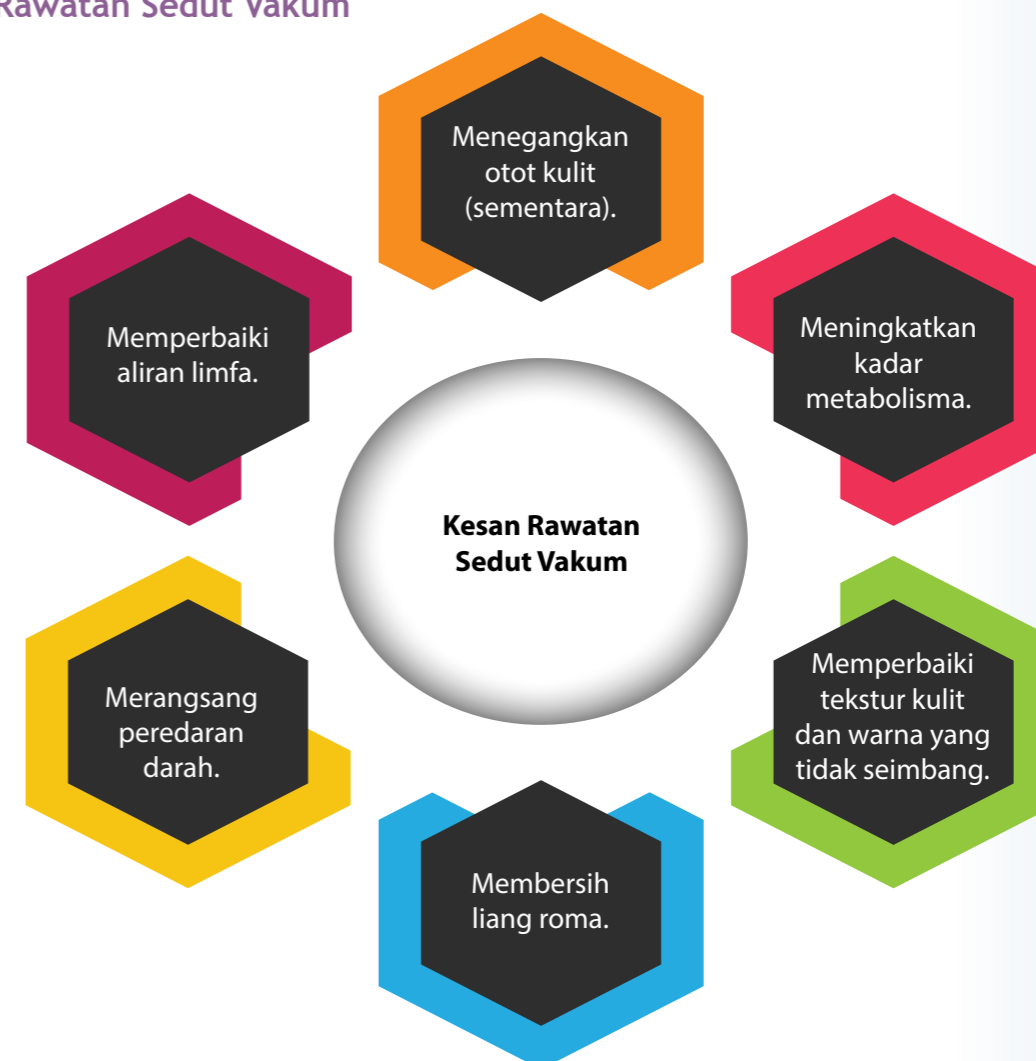 Rawatan Sedut Vakum
Menegangkan
otot kulit
(sementara).
Meningkatkan
kadar
metabolisma.
Memperbaiki
tekstur kulit
dan warna yang
tidak seimbang.
Membersih
liang roma.
Merangsang
peredaran
darah.
Memperbaiki
aliran limfa.
Kesan Rawatan
Sedut Vakum